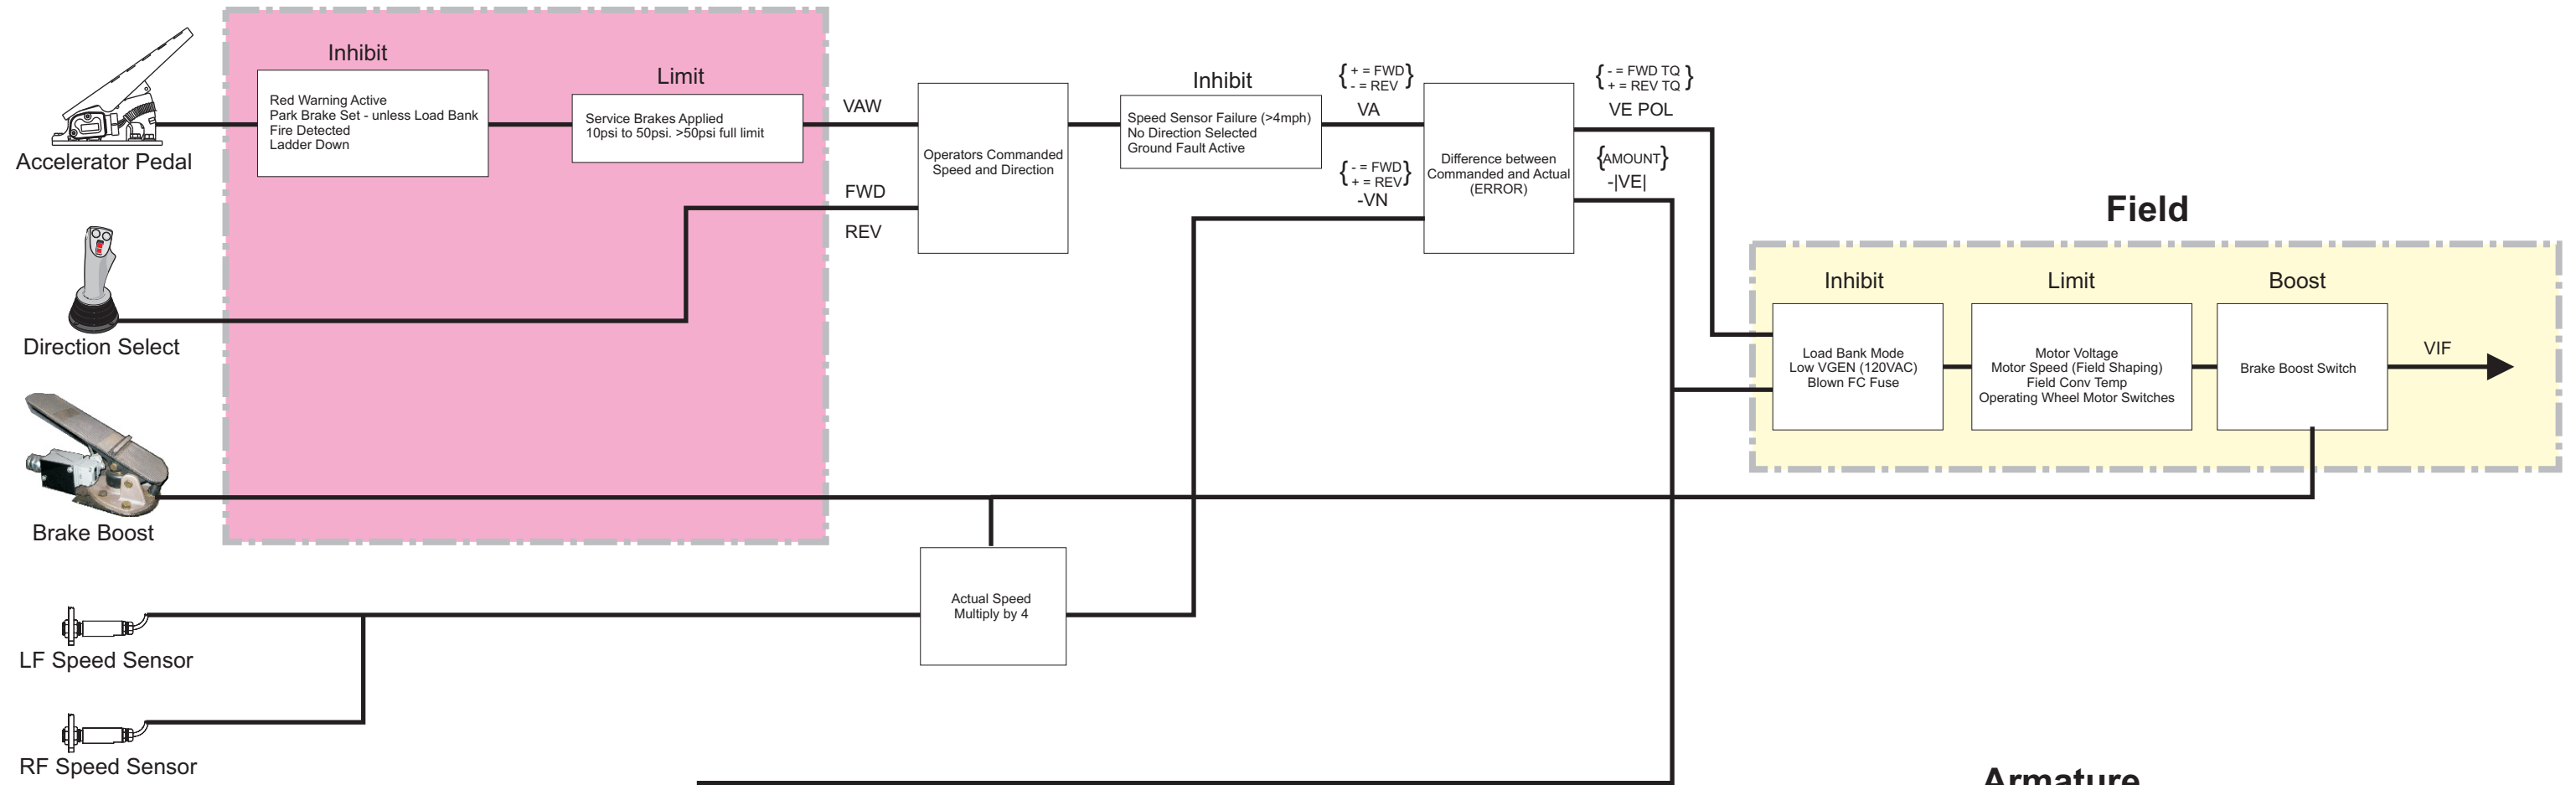 Accelerator Pedal
Direction Select
Brake Boost
LF Speed Sensor
RF Speed Sensor
Inhibit
Red Warning Active
Park Brake Set - unless Load Bank
Fire Detected
Ladder Down
Limit
Service Brakes Applied
10psi to 50psi. >50psi full limit
VAW
FWD
REV
Operators Commanded
Speed and Direction
Inhibit
Speed Sensor Failure (>4mph)
No Direction Selected
Ground Fault Active
{ + = FWD }
- = REV
VA
{ - = FWD }
+ = REV
-VN
Difference between
Commanded and Actual
(ERROR)
{ - = FWD TQ }
+ = REV TQ
VE POL
{AMOUNT}
-|VE|
Actual Speed
Multiply by 4
Field
Inhibit
Load Bank Mode
Low VGEN (120VAC)
Blown FC Fuse
Limit
Motor Voltage
Motor Speed (Field Shaping)
Field Conv Temp
Operating Wheel Motor Switches
Boost
Brake Boost Switch
VIF
Armature